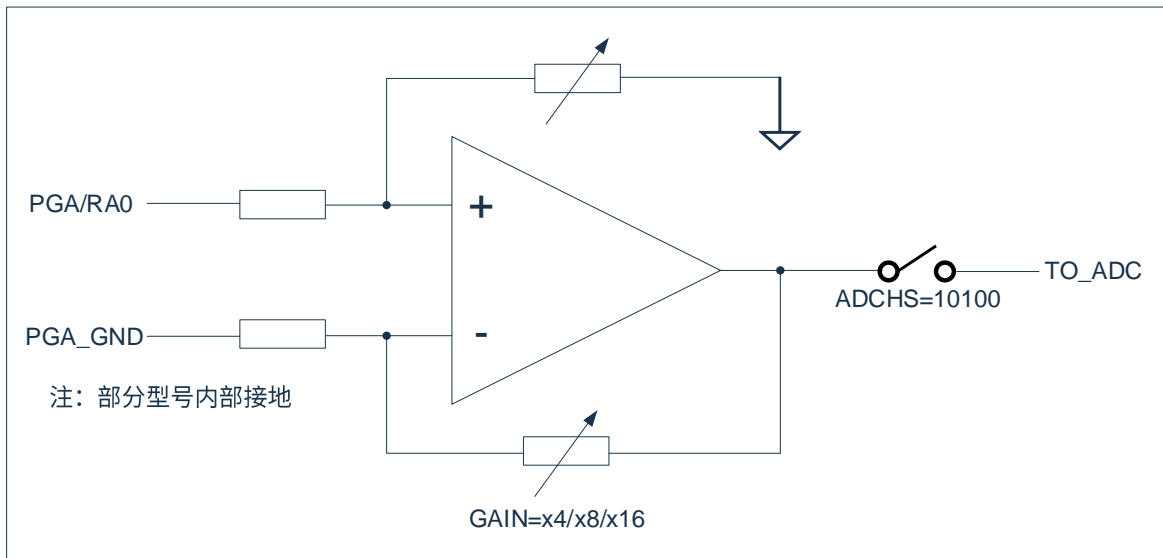 PGA/RA0
+
TO_ADC
ADCHS=10100
PGA_GND
-
注：部分型号内部接地
GAIN=x4/x8/x16